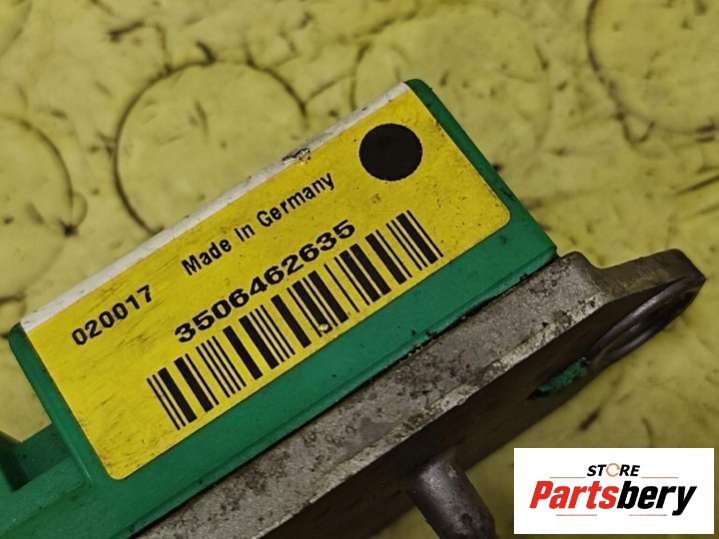 020017 Made in Germany
3506462635
STORE
Partsbery